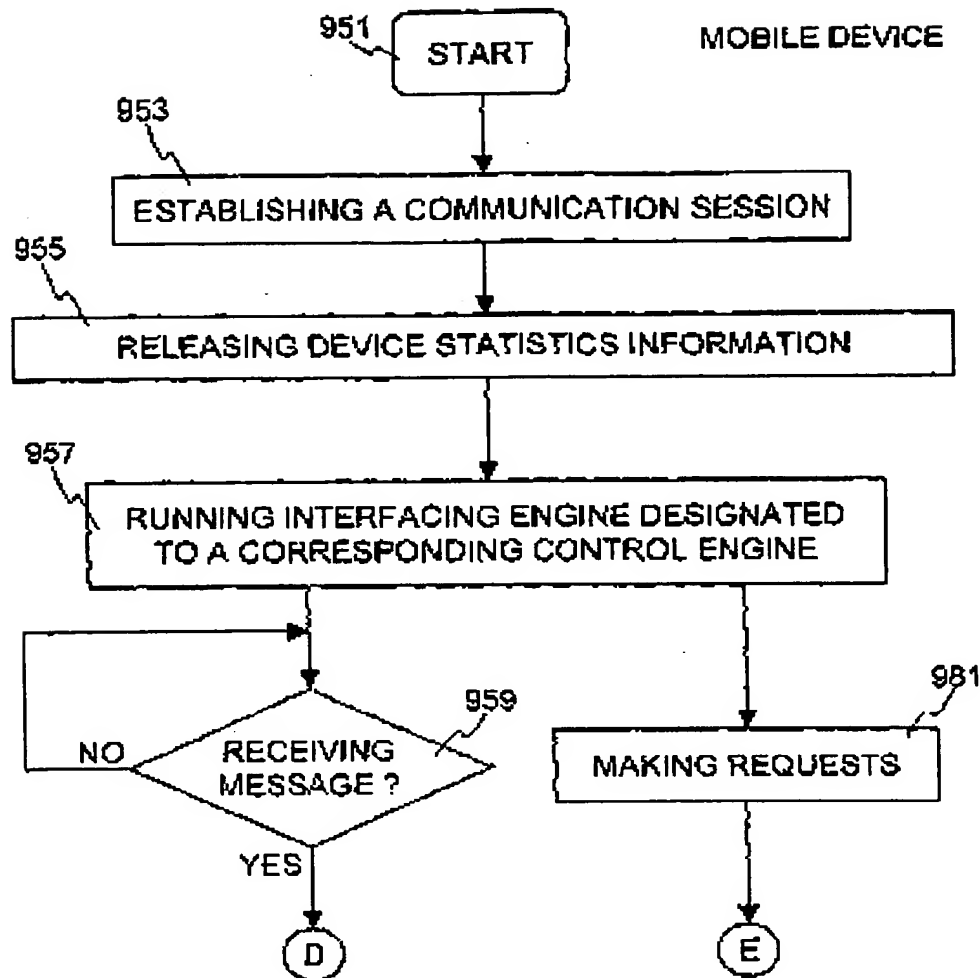 951
START
MOBILE DEVICE
953
ESTABLISHING A COMMUNICATION SESSION
955
RELEASING DEVICE STATISTICS INFORMATION
957
RUNNING INTERFACING ENGINE DESIGNATED
TO A CORRESPONDING CONTROL ENGINE
959
NO
RECEIVING
MESSAGE ?
YES
981
MAKING REQUESTS
D
E